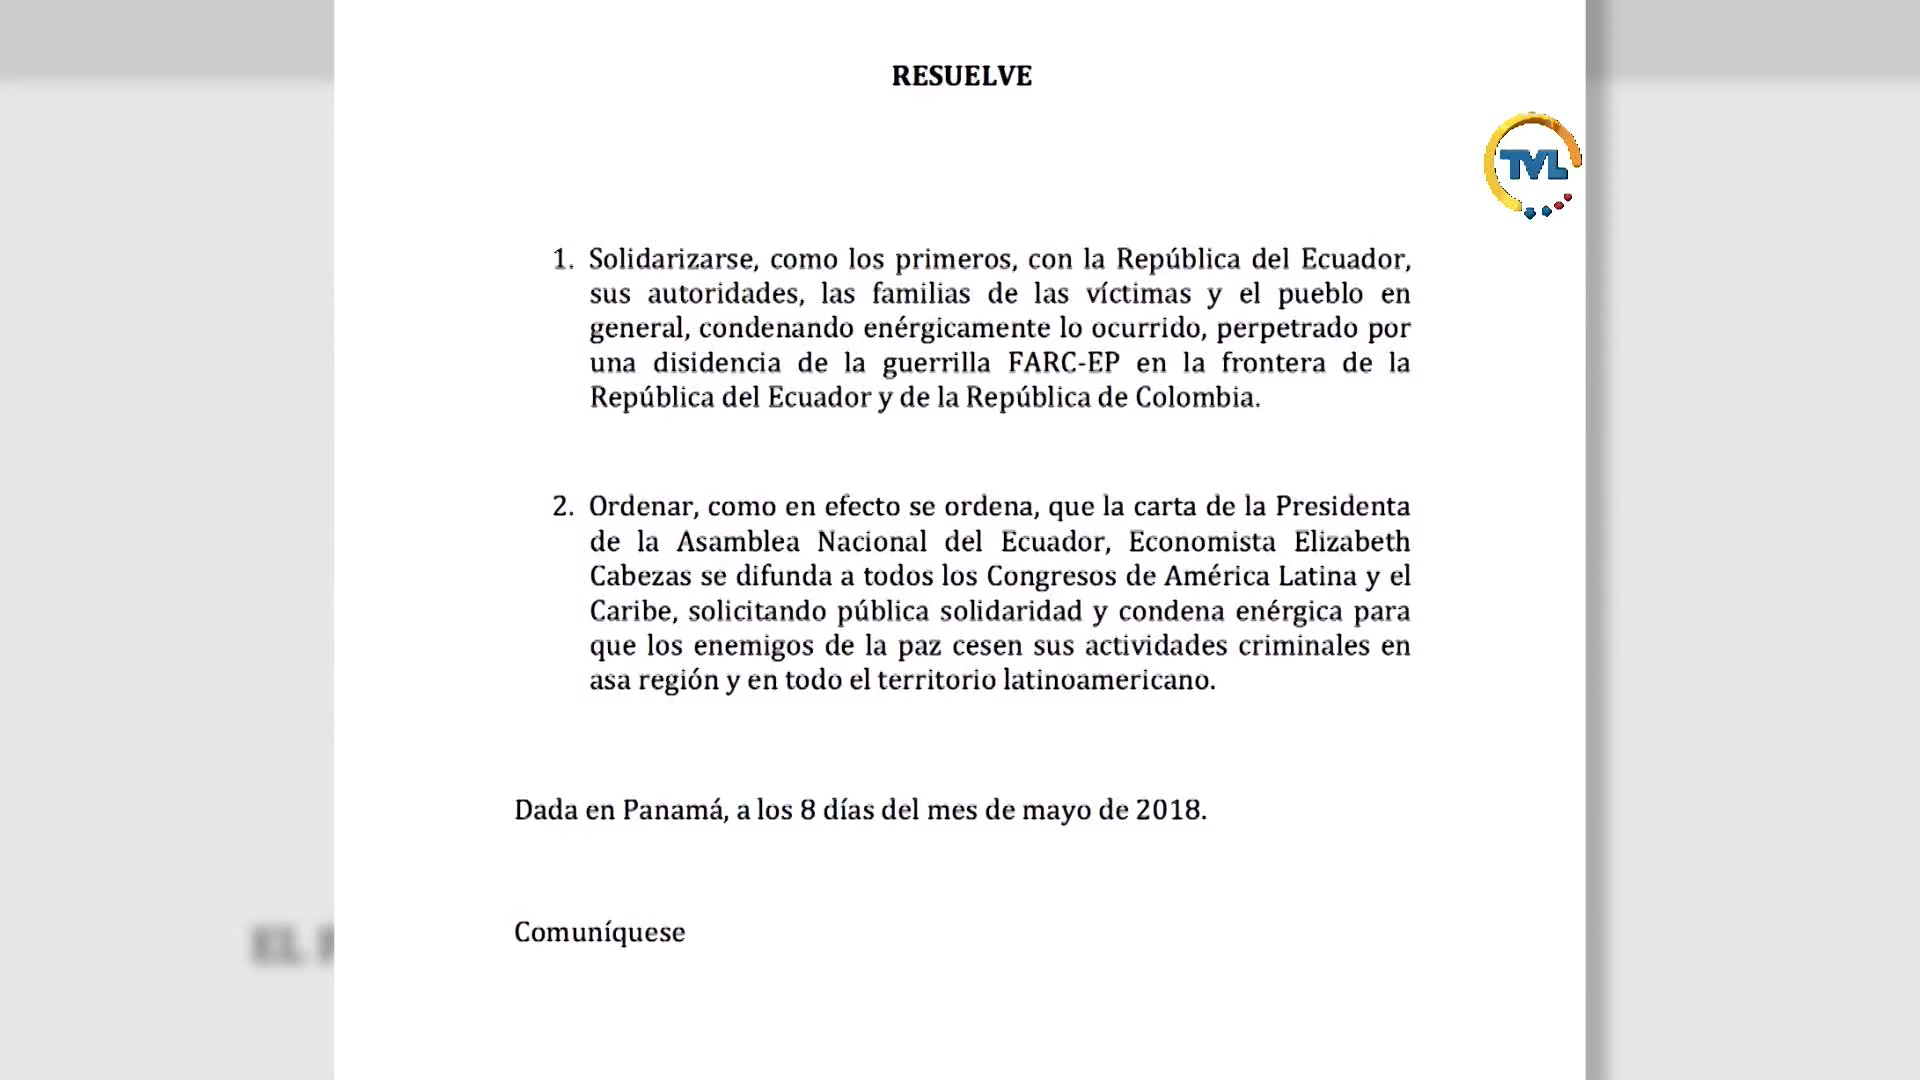 RESUELVE
TVL
1. Solidarizarse, como los primeros, con la República del Ecuador,
sus autoridades, las familias de las víctimas y el pueblo en
general, condenando enérgicamente lo ocurrido, perpetrado por
una disidencia de la guerrilla FARC-EP en la frontera de la
República del Ecuador y de la República de Colombia.
2. Ordenar, como en efecto se ordena, que la carta de la Presidenta
de la Asamblea Nacional del Ecuador, Economista Elizabeth
Cabezas se difunda a todos los Congresos de América Latina y el
Caribe, solicitando pública solidaridad y condena enérgica para
que los enemigos de la paz cesen sus actividades criminales en
asa región y en todo el territorio latinoamericano.
Dada en Panamá, a los 8 días del mes de mayo de 2018.
EL
Comuníquese